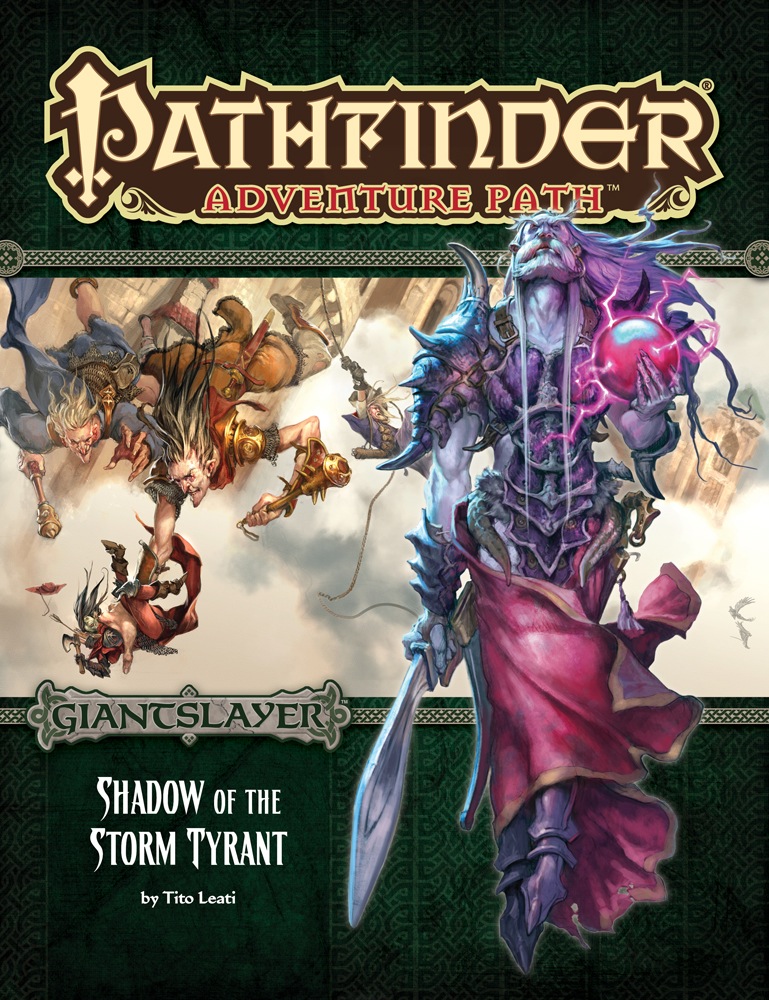 PATHFINDER®
ADVENTURE PATH™
GIANTSLAYER™
SHADOW OF THE
STORM TYRANT
by Tito Leati